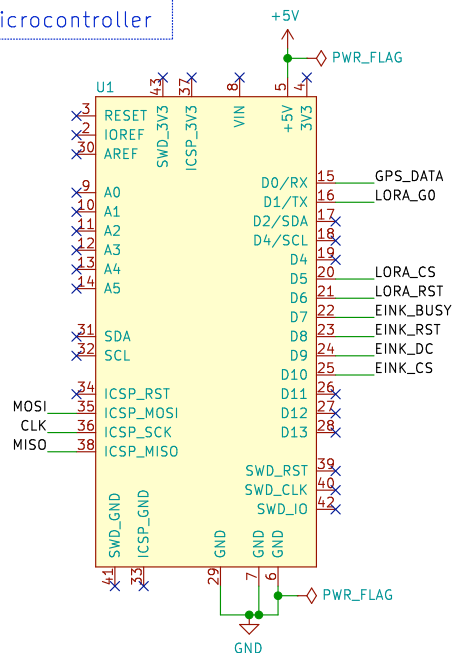 icrocontroller
+5V
PWR_FLAG
U1
43 37 8 5 4
SWD_3V3 ICSP_3V3 VIN +5V 3V3
3 RESET
2 IOREF
30 AREF
D0/RX 15 GPS_DATA
9 A0
D1/TX 16 LORA_G0
10 A1
D2/SDA 17
11 A2
D4/SCL 18
12 A3
D4 19
13 A4
D5 20 LORA_CS
14 A5
D6 21 LORA_RST
D7 22 EINK_BUSY
31 SDA
D8 23 EINK_RST
32 SCL
D9 24 EINK_DC
D10 25 EINK_CS
34 ICSP_RST
D11 26
MOSI 35 ICSP_MOSI
D12 27
CLK 36 ICSP_SCK
D13 28
MISO 38 ICSP_MISO
SWD_RST 39
SWD_CLK 40
SWD_IO 42
SWD_GND ICSP_GND GND GND GND
41 33 29 7 6
PWR_FLAG
GND